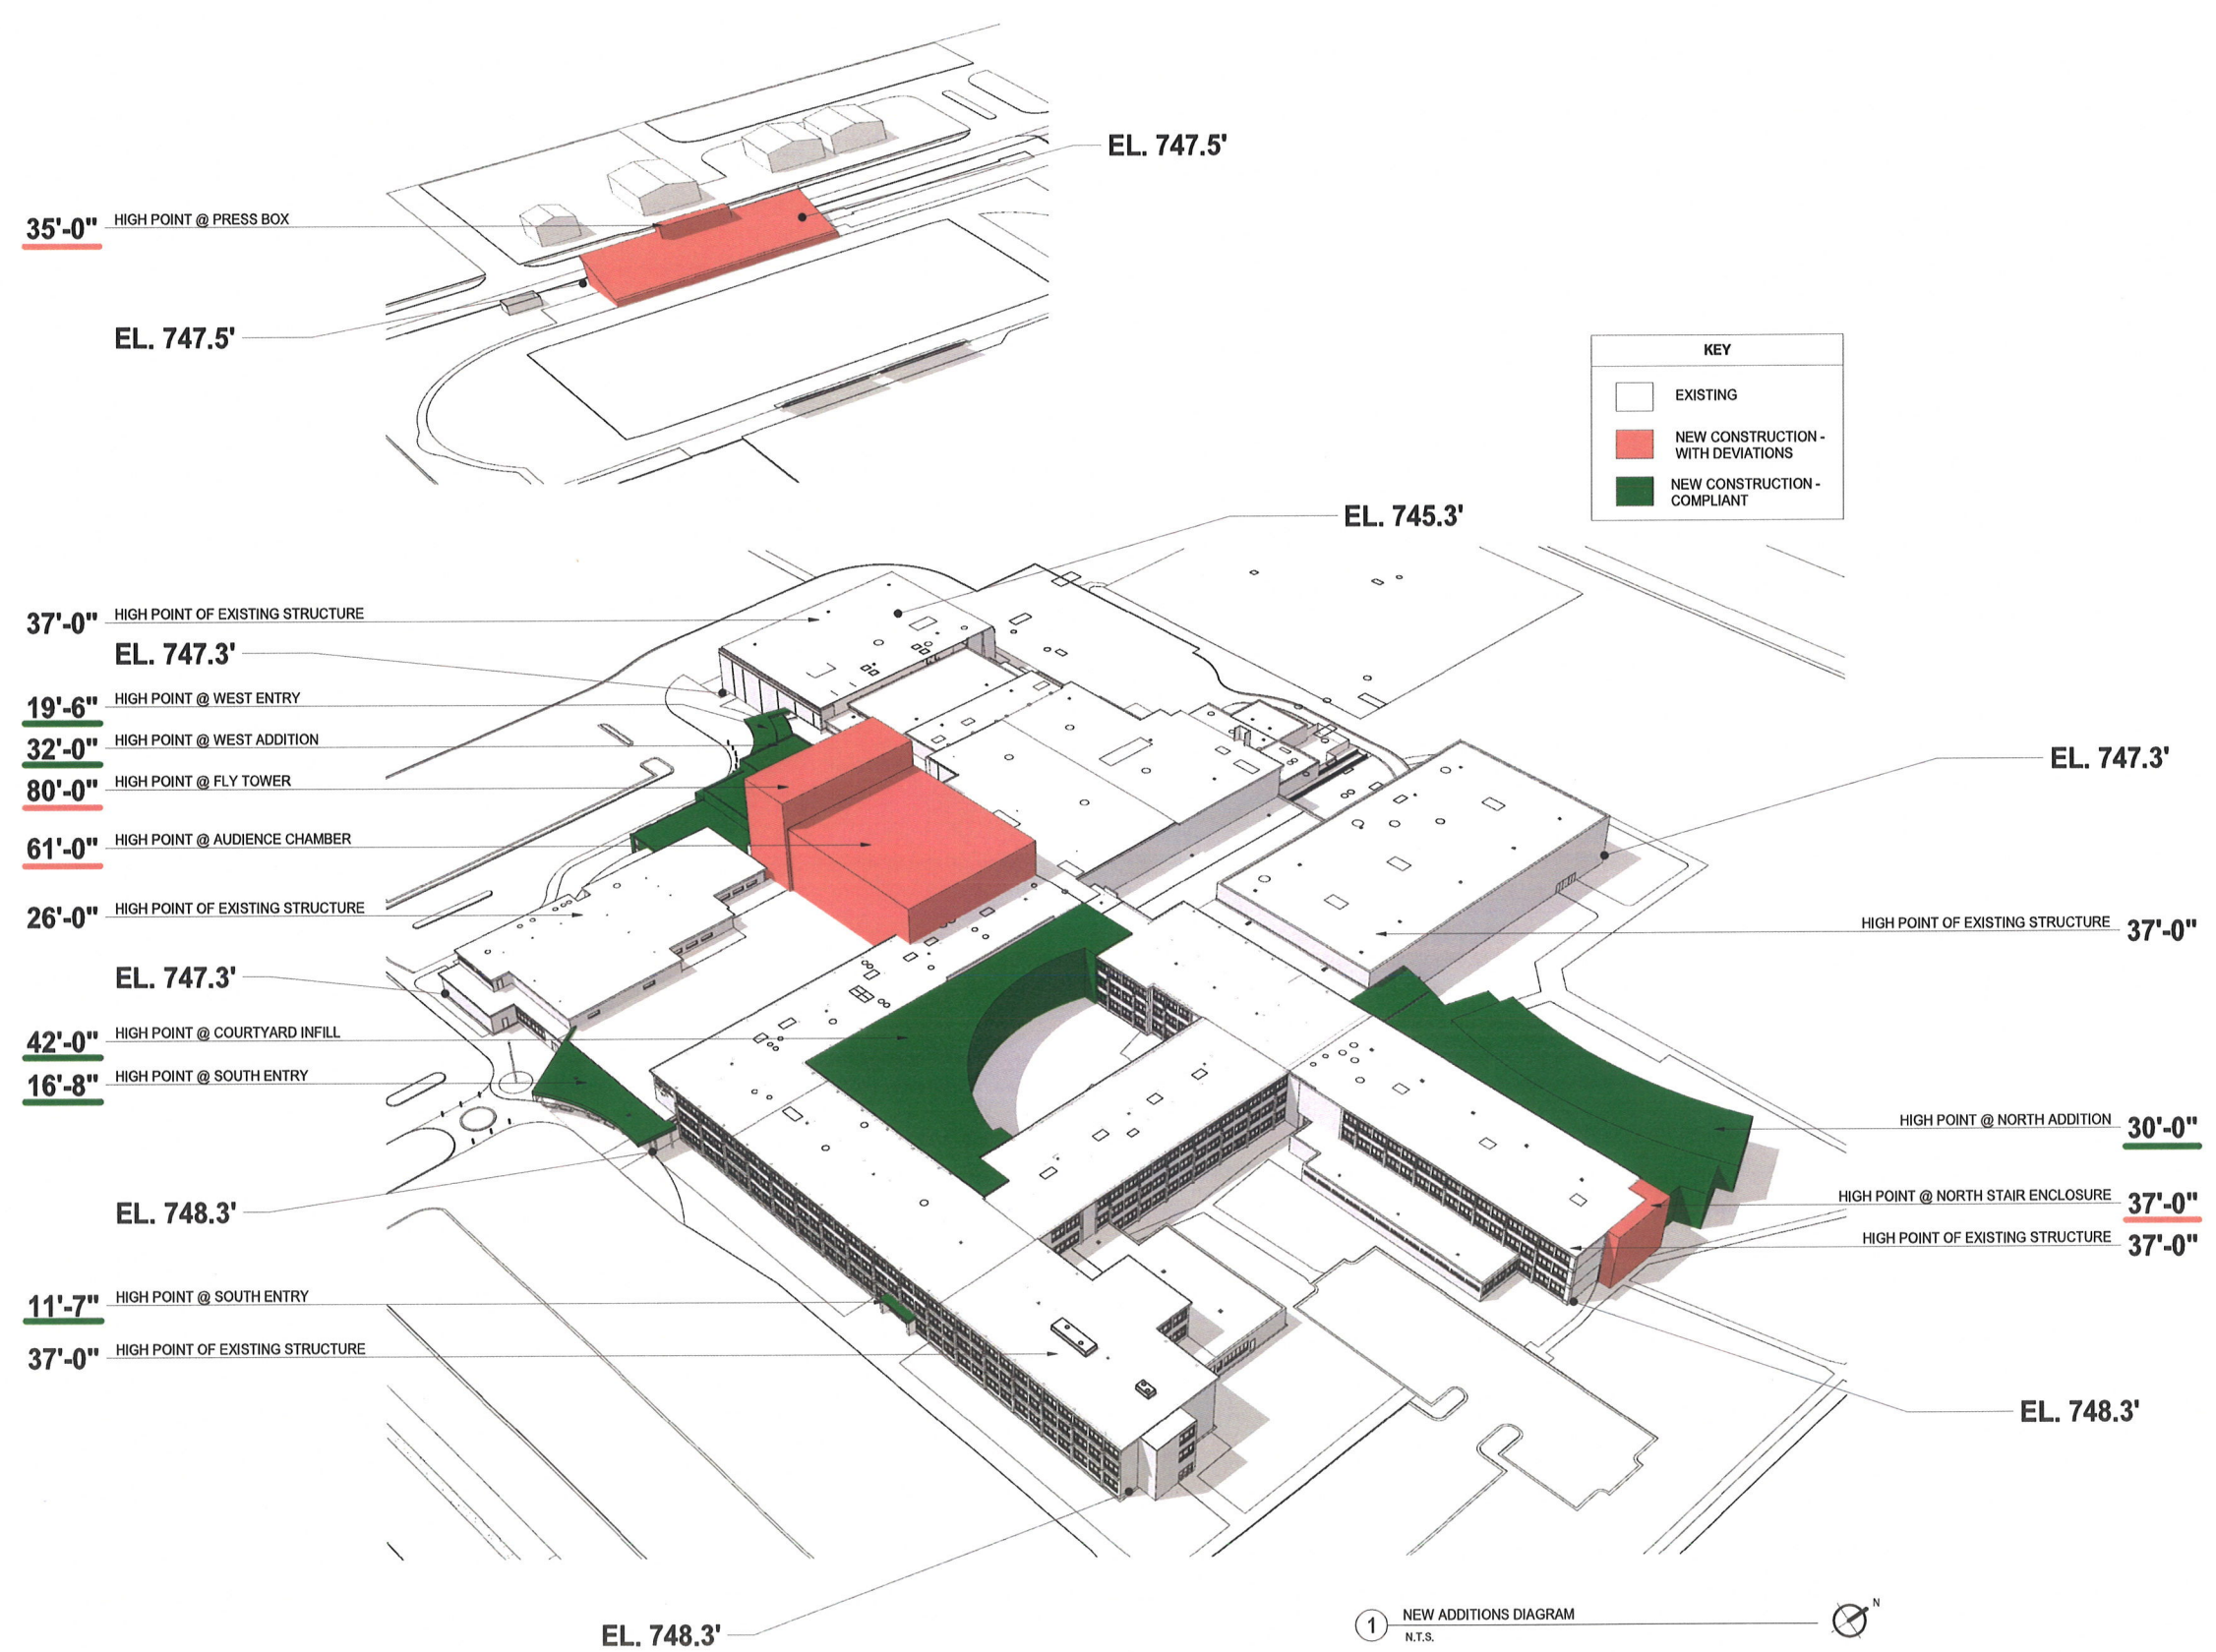 EL. 747.5'
35'-0" HIGH POINT @ PRESS BOX
EL. 747.5'
KEY
EXISTING
NEW CONSTRUCTION -
WITH DEVIATIONS
NEW CONSTRUCTION -
COMPLIANT
EL. 745.3'
37'-0" HIGH POINT OF EXISTING STRUCTURE
EL. 747.3'
19'-6" HIGH POINT @ WEST ENTRY
32'-0" HIGH POINT @ WEST ADDITION
80'-0" HIGH POINT @ FLY TOWER
61'-0" HIGH POINT @ AUDIENCE CHAMBER
26'-0" HIGH POINT OF EXISTING STRUCTURE
EL. 747.3'
42'-0" HIGH POINT @ COURTYARD INFILL
16'-8" HIGH POINT @ SOUTH ENTRY
EL. 748.3'
11'-7" HIGH POINT @ SOUTH ENTRY
37'-0" HIGH POINT OF EXISTING STRUCTURE
EL. 748.3'
EL. 747.3'
HIGH POINT OF EXISTING STRUCTURE 37'-0"
HIGH POINT @ NORTH ADDITION 30'-0"
HIGH POINT @ NORTH STAIR ENCLOSURE 37'-0"
HIGH POINT OF EXISTING STRUCTURE 37'-0"
EL. 748.3'
1 NEW ADDITIONS DIAGRAM
N.T.S.
N